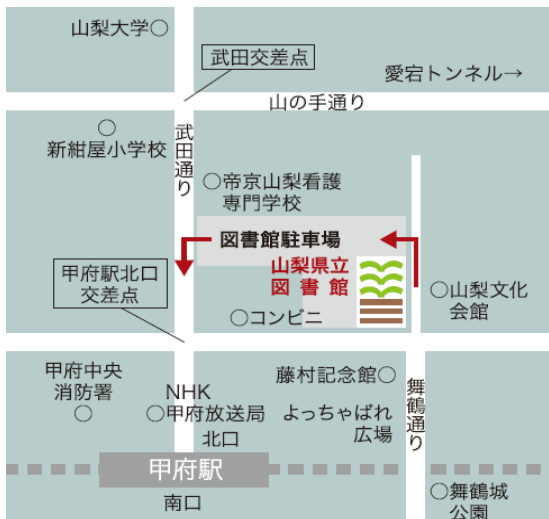 山梨大学○
武田交差点
愛宕トンネル→
山の手通り
○
新紺屋小学校
武田通り
○帝京山梨看護
専門学校
図書館駐車場
山梨県立
図書館
甲府駅北口
交差点
○山梨文化
会館
○コンビニ
甲府中央
消防署
○
NHK
○甲府放送局
北口
藤村記念館○
よっちゃばれ
広場
舞鶴通り
甲府駅
南口
○舞鶴城
公園